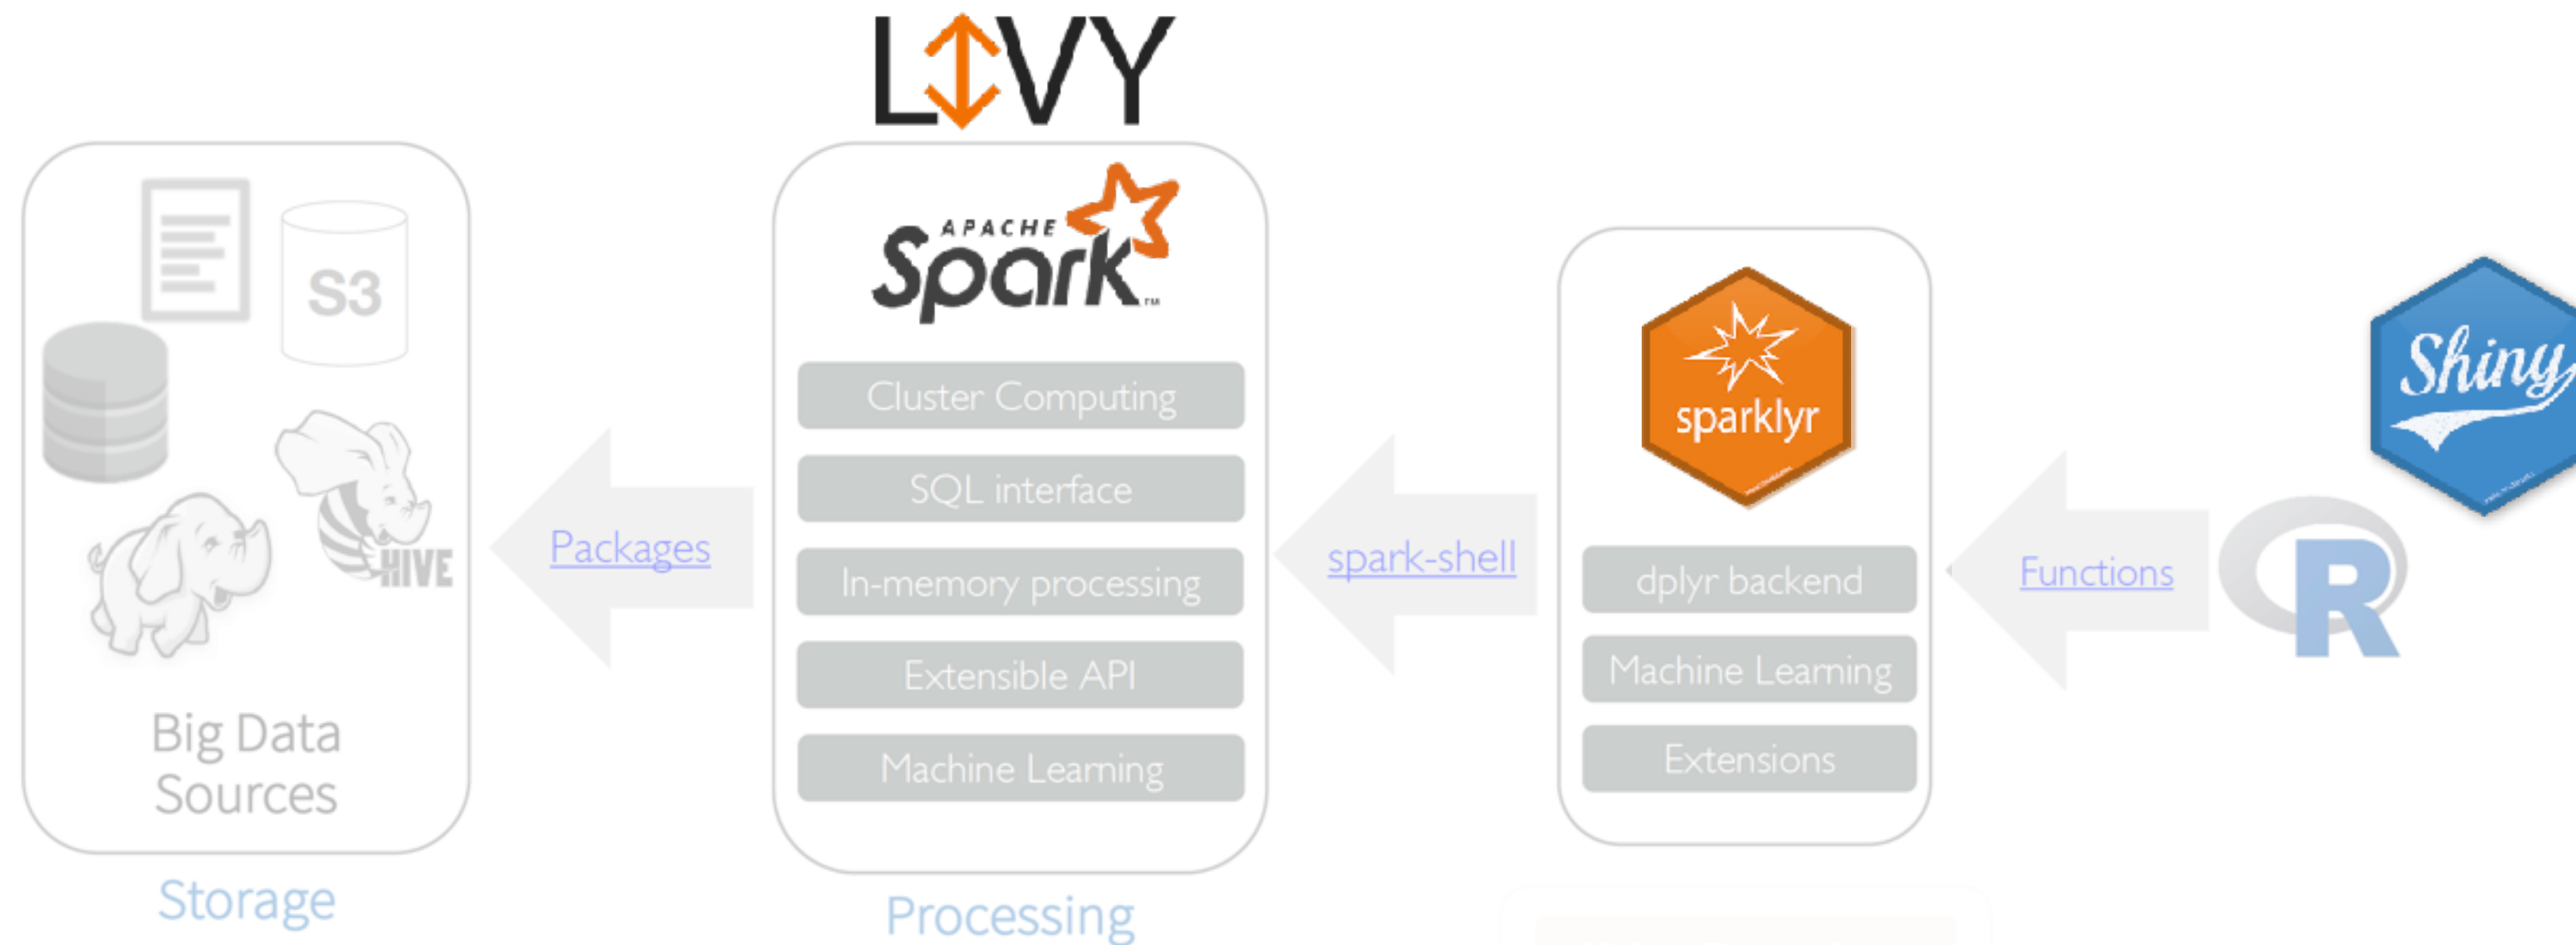 LIVY
S3
HIVE
Big Data
Sources
Storage
Packages
APACHE
Spark™
Cluster Computing
SQL interface
In-memory processing
Extensible API
Machine Learning
Processing
spark-shell
sparklyr
dplyr backend
Machine Learning
Extensions
Functions
Shiny
R